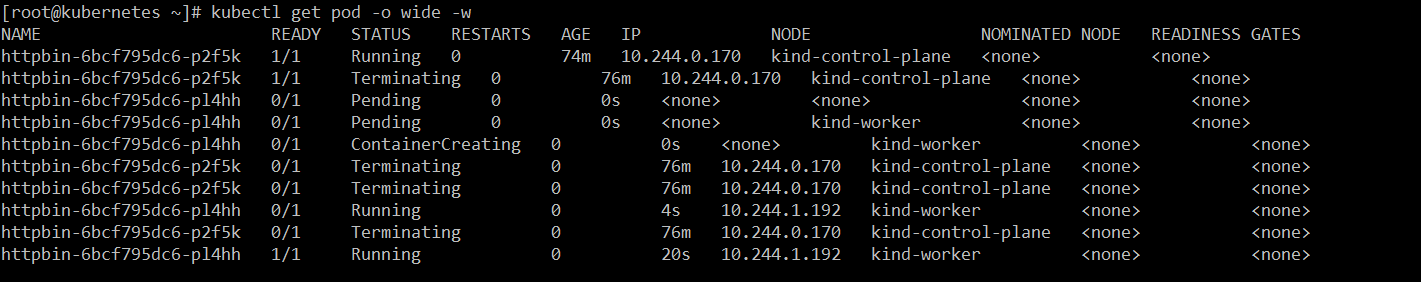 [root@kubernetes ~]# kubectl get pod -o wide -w
NAME READY STATUS RESTARTS AGE IP NODE NOMINATED NODE READINESS GATES
httpbin-6bcf795dc6-p2f5k 1/1 Running 0 74m 10.244.0.170 kind-control-plane <none> <none>
httpbin-6bcf795dc6-p2f5k 1/1 Terminating 0 76m 10.244.0.170 kind-control-plane <none> <none>
httpbin-6bcf795dc6-pl4hh 0/1 Pending 0 0s <none> <none> <none> <none>
httpbin-6bcf795dc6-pl4hh 0/1 Pending 0 0s <none> kind-worker <none> <none>
httpbin-6bcf795dc6-pl4hh 0/1 ContainerCreating 0 0s <none> kind-worker <none> <none>
httpbin-6bcf795dc6-p2f5k 0/1 Terminating 0 76m 10.244.0.170 kind-control-plane <none> <none>
httpbin-6bcf795dc6-p2f5k 0/1 Terminating 0 76m 10.244.0.170 kind-control-plane <none> <none>
httpbin-6bcf795dc6-pl4hh 0/1 Running 0 4s 10.244.1.192 kind-worker <none> <none>
httpbin-6bcf795dc6-p2f5k 0/1 Terminating 0 76m 10.244.0.170 kind-control-plane <none> <none>
httpbin-6bcf795dc6-pl4hh 1/1 Running 0 20s 10.244.1.192 kind-worker <none> <none>